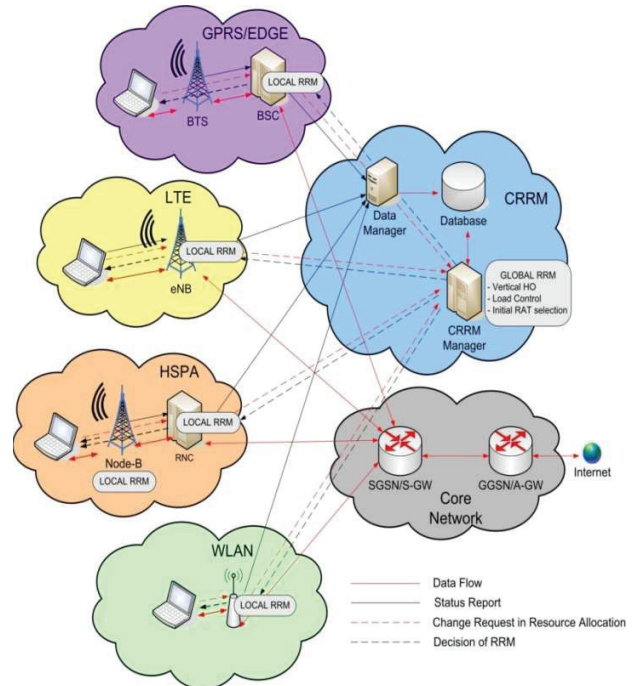 GPRS/EDGE
LOCAL RRM
BTS
BSC
LTE
LOCAL RRM
eNB
HSPA
LOCAL RRM
Node-B
RNC
LOCAL RRM
WLAN
LOCAL RRM
CRRM
Data
Manager
Database
GLOBAL RRM
- Vertical HO
- Load Control
- Initial RAT selection
CRRM
Manager
SGSN/S-GW
GGSN/A-GW
Internet
Core
Network
Data Flow
Status Report
Change Request in Resource Allocation
Decision of RRM